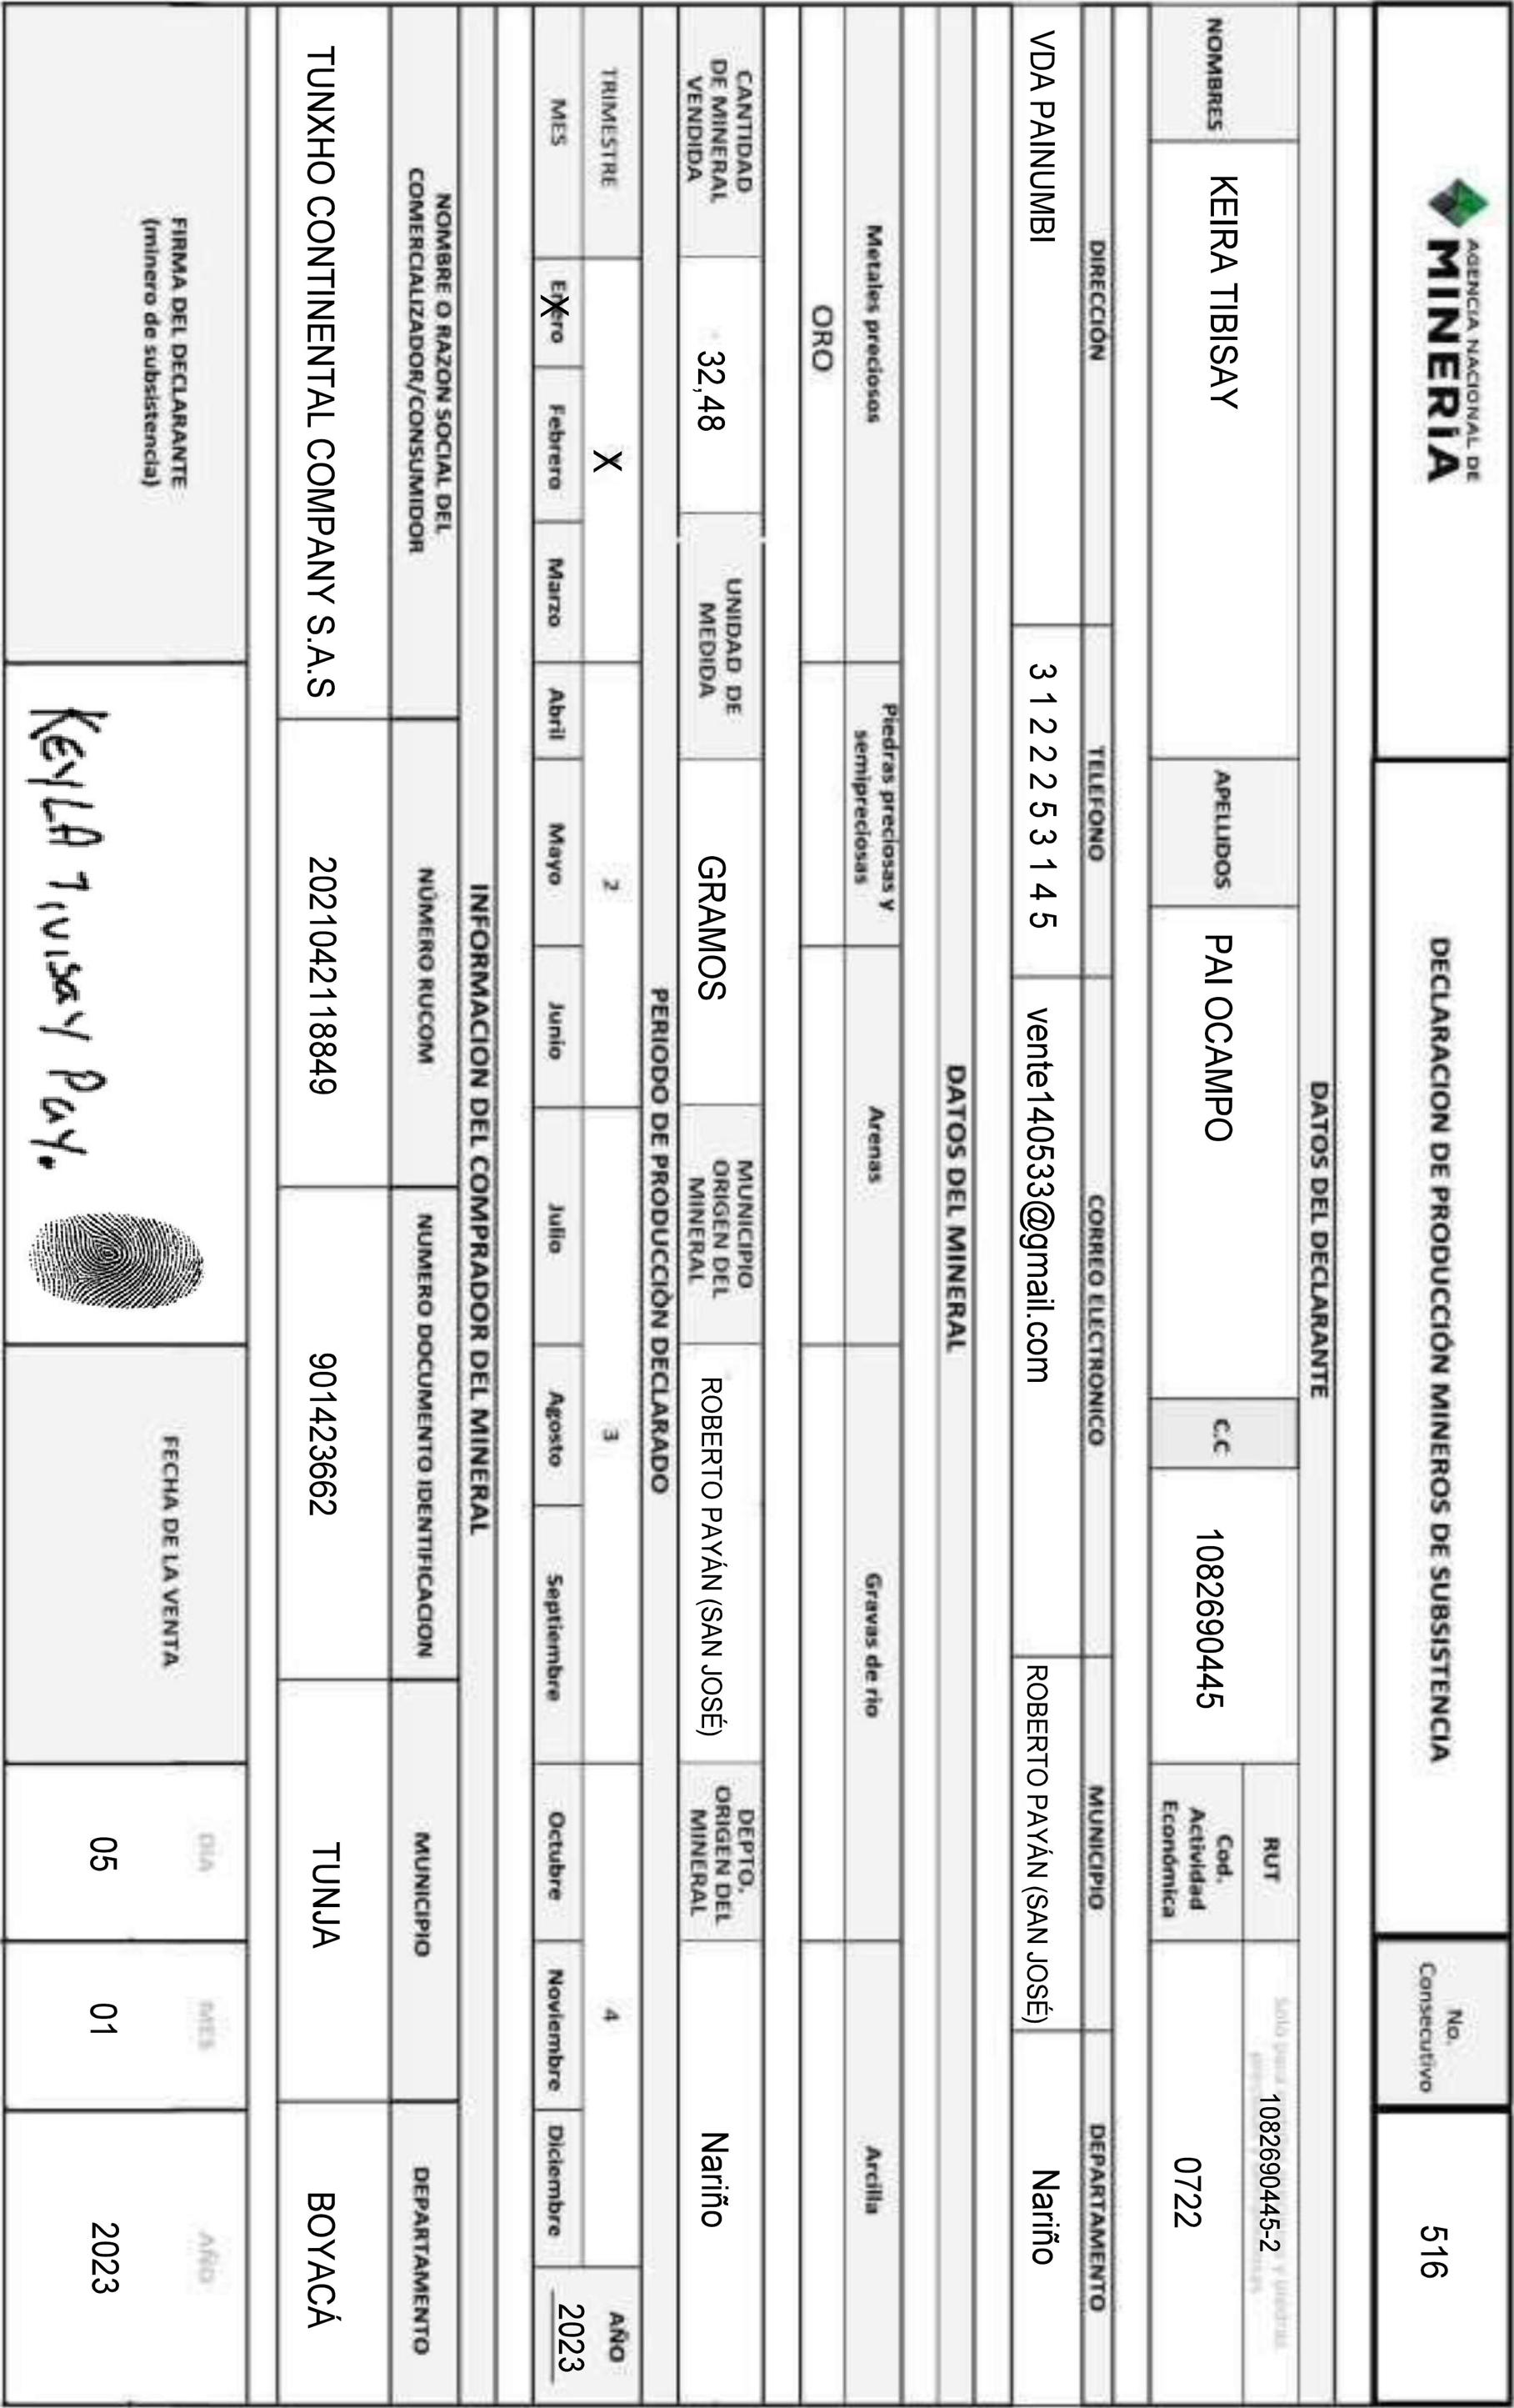 AGENCIA NACIONAL DE
MINERÍA
DECLARACION DE PRODUCCIÓN MINEROS DE SUBSISTENCIA
No.
Consecutivo
516
DATOS DEL DECLARANTE
NOMBRES
KEIRA TIBISAY
APELLIDOS
PAI OCAMPO
C.C
1082690445
RUT
1082690445-2
Cod.
Actividad
Económica
0722
DIRECCIÓN
TELEFONO
CORREO ELECTRONICO
MUNICIPIO
DEPARTAMENTO
VDA PAINUMBI
3 1 2 2 2 5 3 1 4 5
vente140533@gmail.com
ROBERTO PAYÁN (SAN JOSÉ)
Nariño
DATOS DEL MINERAL
Metales preciosos
Piedras preciosas y
semipreciosas
Arenas
Gravas de rio
Arcilla
ORO
CANTIDAD
DE MINERAL
VENDIDA
32,48
UNIDAD DE
MEDIDA
GRAMOS
MUNICIPIO
ORIGEN DEL
MINERAL
ROBERTO PAYÁN (SAN JOSÉ)
DEPTO.
ORIGEN DEL
MINERAL
Nariño
PERIODO DE PRODUCCIÒN DECLARADO
TRIMESTRE
X
2
3
4
AÑO
MES
Enero
X
Febrero
Marzo
Abril
Mayo
Junio
Julio
Agosto
Septiembre
Octubre
Noviembre
Diciembre
2023
INFORMACION DEL COMPRADOR DEL MINERAL
NOMBRE O RAZON SOCIAL DEL
COMERCIALIZADOR/CONSUMIDOR
NÚMERO RUCOM
NUMERO DOCUMENTO IDENTIFICACION
MUNICIPIO
DEPARTAMENTO
TUNXHO CONTINENTAL COMPANY S.A.S
2021042118849
901423662
TUNJA
BOYACÁ
FIRMA DEL DECLARANTE
(minero de subsistencia)
KEYLA TIVISAY PAY.
FECHA DE LA VENTA
DÍA
MES
AÑO
05
01
2023